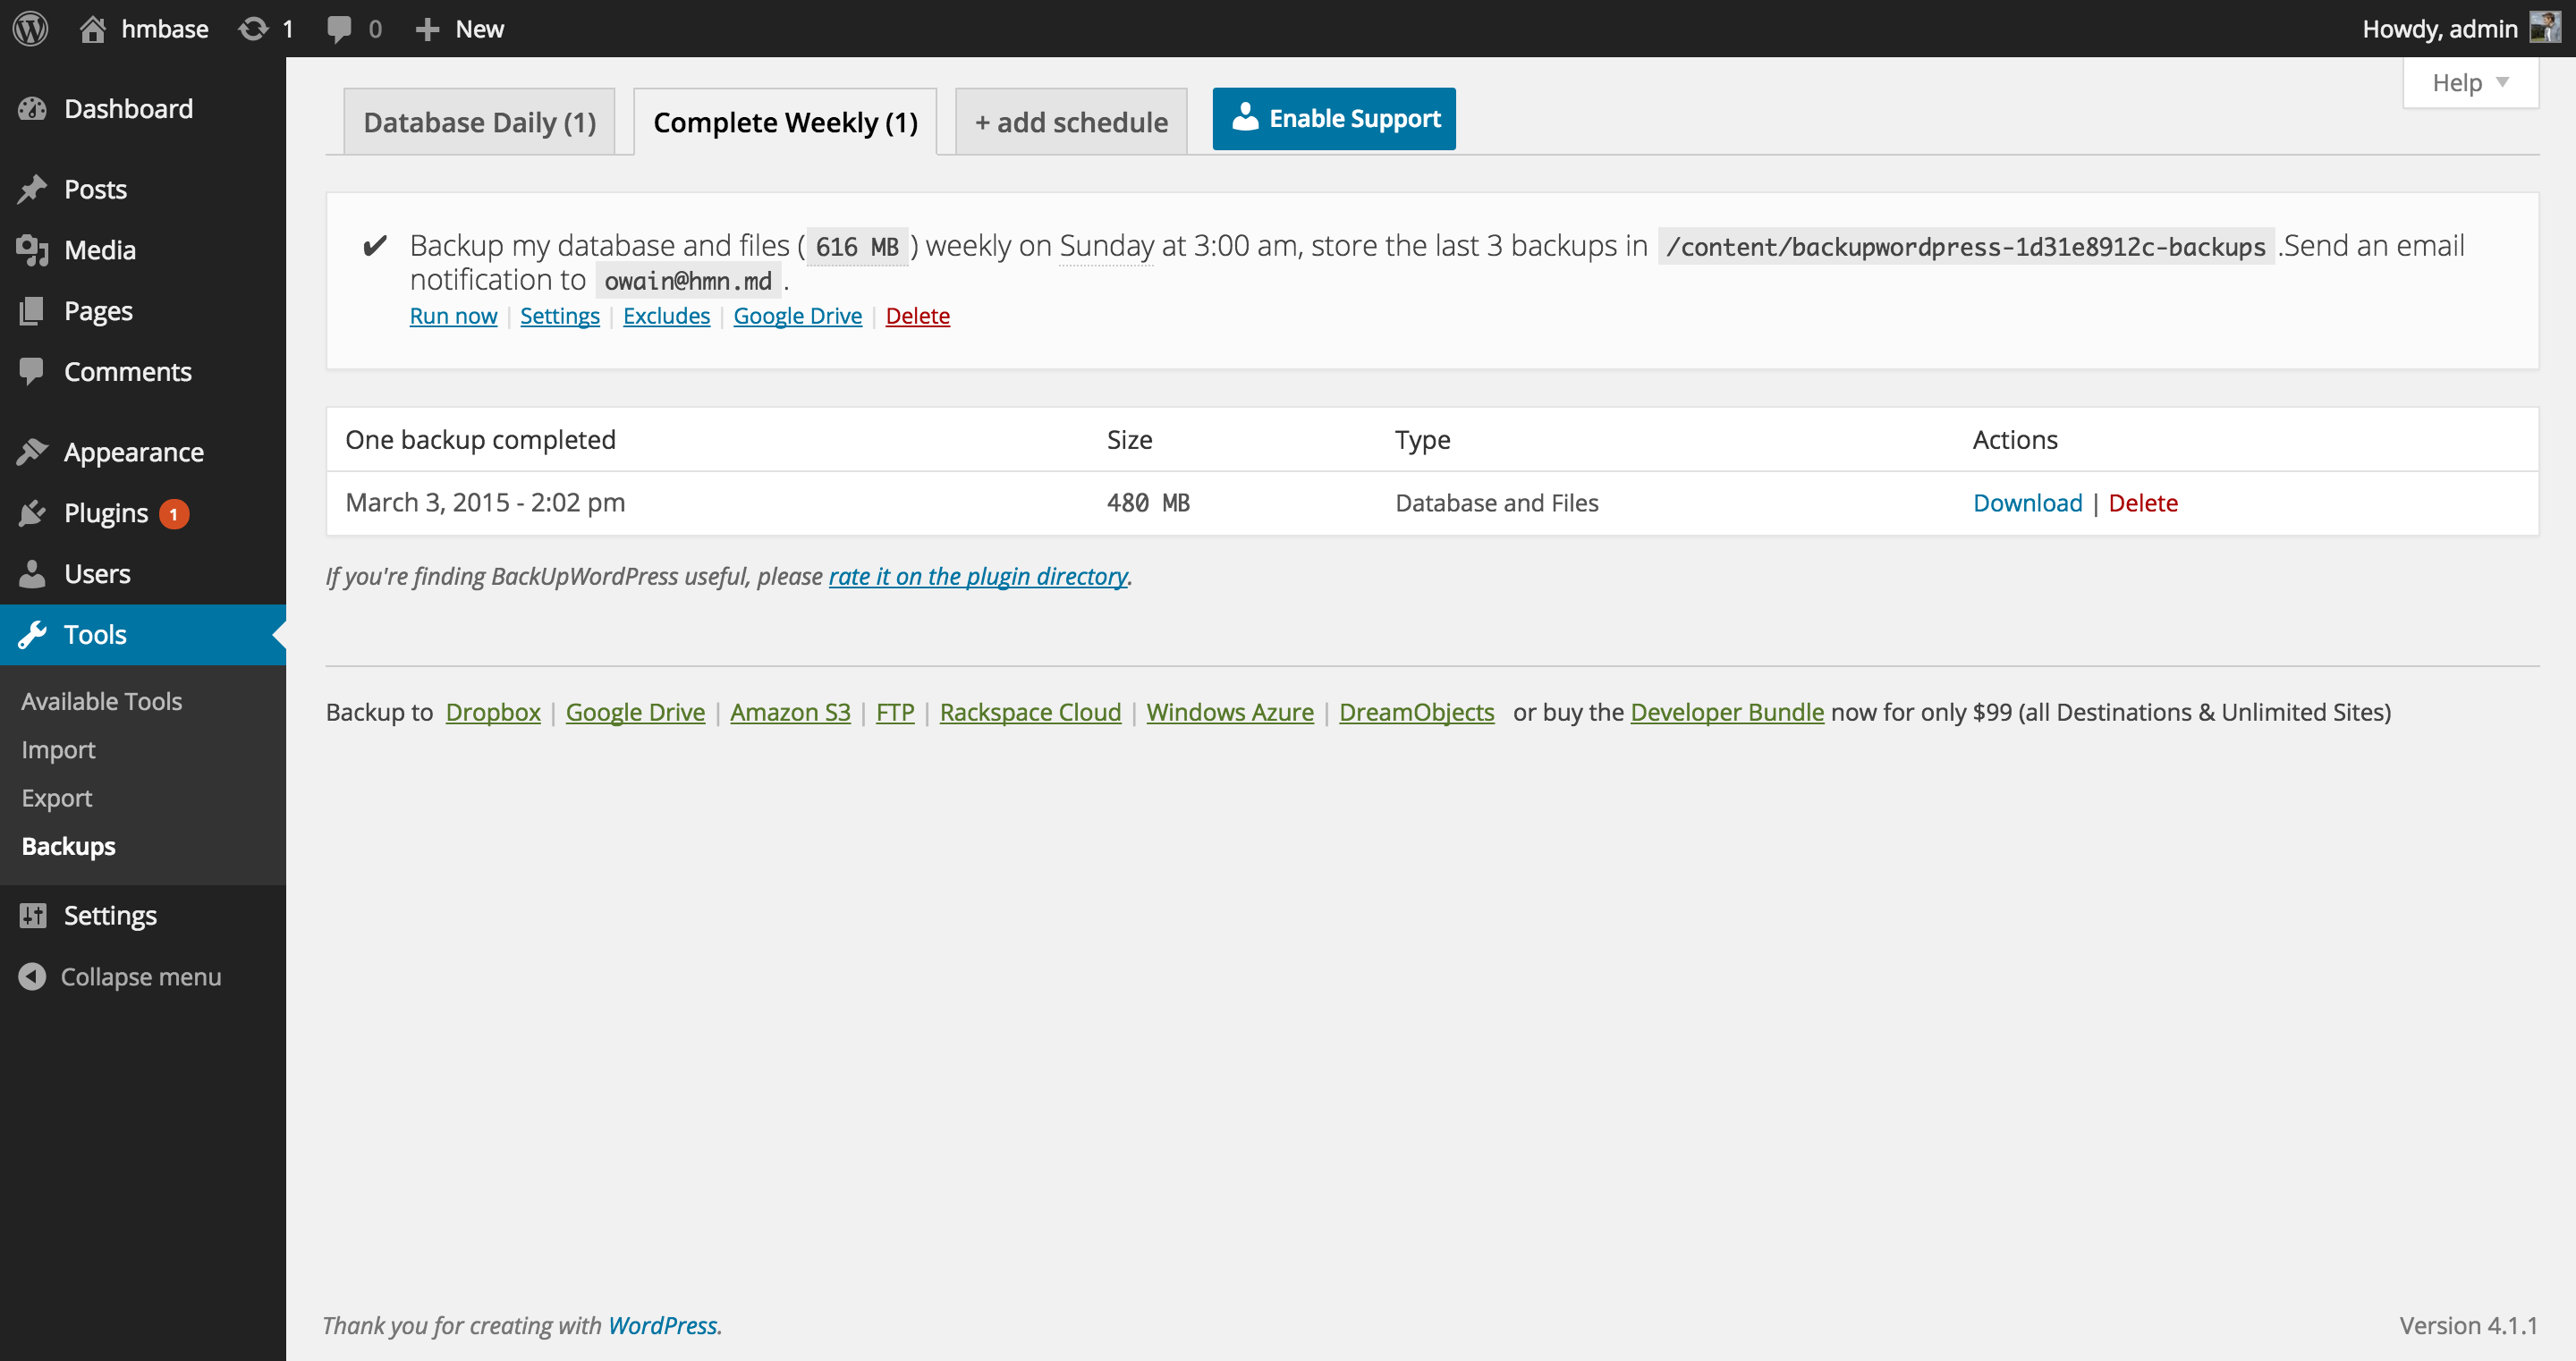 hmbase 1 0 + New Howdy, admin
Help
Dashboard
Posts
Media
Pages
Comments
Appearance
Plugins 1
Users
Tools
Available Tools
Import
Export
Backups
Settings
Collapse menu
Database Daily (1) Complete Weekly (1) + add schedule Enable Support
✔ Backup my database and files ( 616 MB ) weekly on Sunday at 3:00 am, store the last 3 backups in /content/backupwordpress-1d31e8912c-backups .Send an email
notification to owain@hmn.md .
Run now | Settings | Excludes | Google Drive | Delete
One backup completed Size Type Actions
March 3, 2015 - 2:02 pm 480 MB Database and Files Download | Delete
If you're finding BackUpWordPress useful, please rate it on the plugin directory.
Backup to Dropbox | Google Drive | Amazon S3 | FTP | Rackspace Cloud | Windows Azure | DreamObjects or buy the Developer Bundle now for only $99 (all Destinations & Unlimited Sites)
Thank you for creating with WordPress. Version 4.1.1